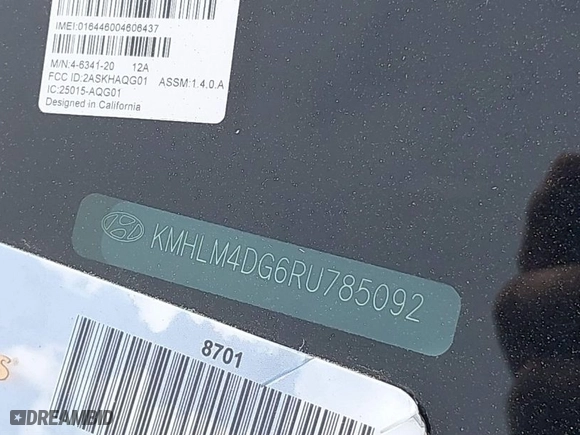 IMEI:016446004606437
M/N:4-6341-20 12A
FCC ID:2ASKHAQG01 ASSM:1.4.0.A
IC:25015-AQG01
Designed in California
KMHLM4DG6RU785092
8701
DREAMBID